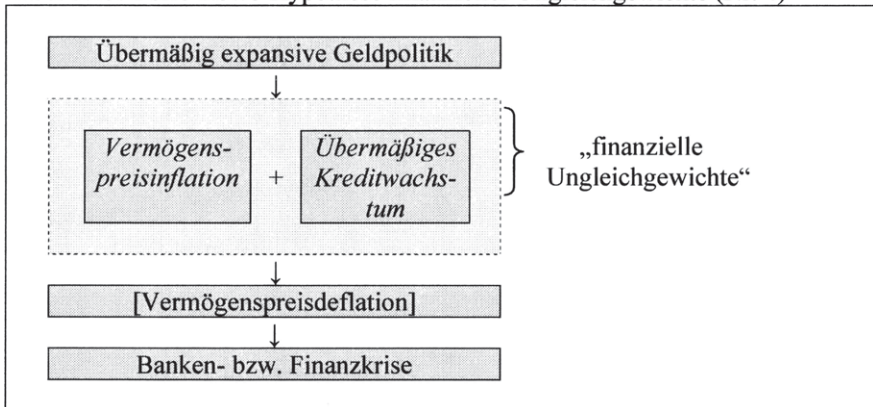 Übermäßig expansive Geldpolitik
↓
Vermögens-
preisinflation
+
Übermäßiges
Kreditwachs-
tum
„finanzielle
Ungleichgewichte“
↓
[Vermögenspreisdeflation]
↓
Banken- bzw. Finanzkrise